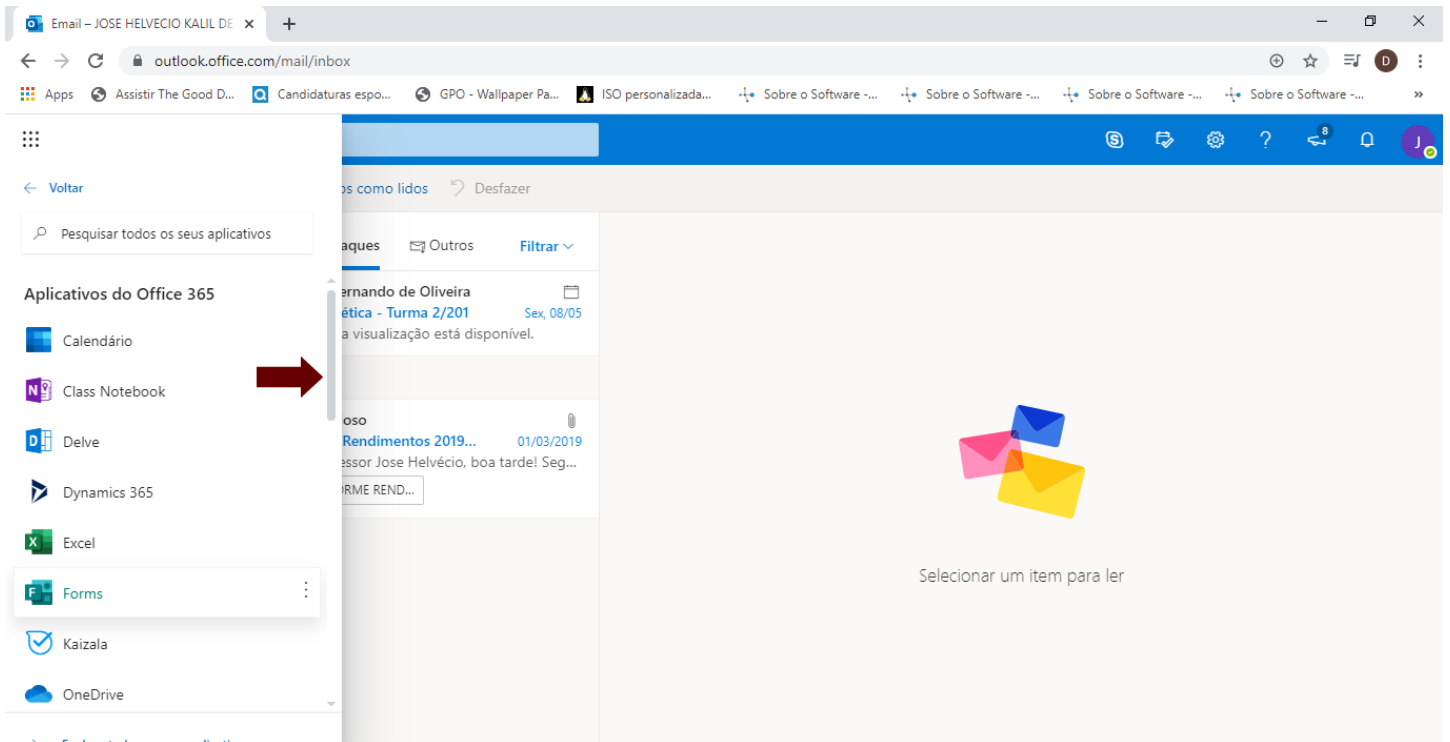 Email – JOSE HELVECIO KALIL DE
outlook.office.com/mail/inbox
D
Apps Assistir The Good D... Candidaturas espo... GPO - Wallpaper Pa... ISO personalizada... Sobre o Software -... Sobre o Software -... Sobre o Software -... Sobre o Software -... »
8
J
Voltar
os como lidos Desfazer
Pesquisar todos os seus aplicativos
aques Outros Filtrar
Aplicativos do Office 365
Calendário
Class Notebook
Delve
Dynamics 365
Excel
Forms
Kaizala
OneDrive
ernando de Oliveira
ética - Turma 2/201 Sex, 08/05
a visualização está disponível.
oso
Rendimentos 2019... 01/03/2019
essor Jose Helvécio, boa tarde! Seg...
ORME REND...
Selecionar um item para ler